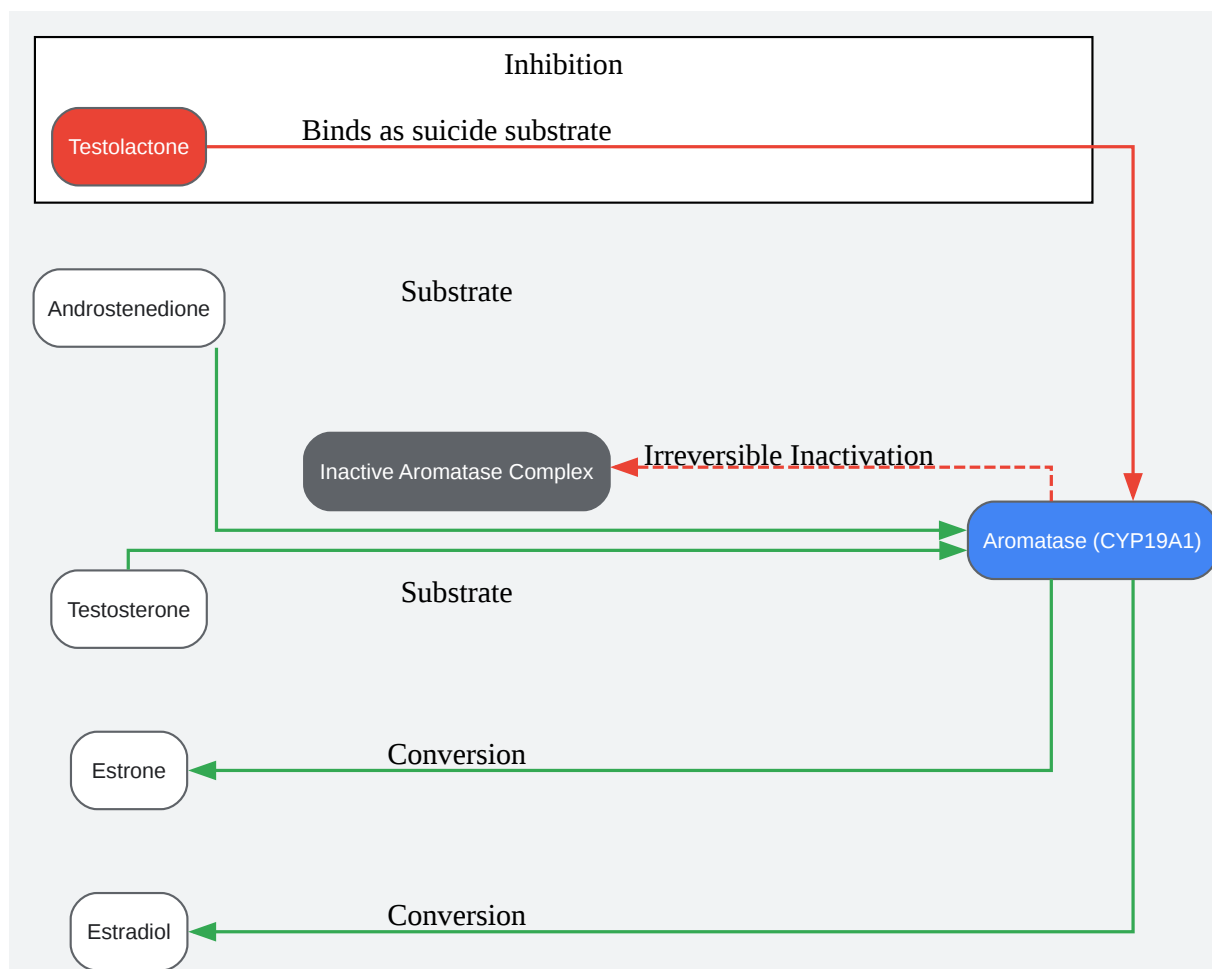 Inhibition
Binds as suicide substrate
Testolactone
Substrate
Androstenedione
Irreversible Inactivation
Inactive Aromatase Complex
Aromatase (CYP19A1)
Substrate
Testosterone
Conversion
Estrone
Conversion
Estradiol